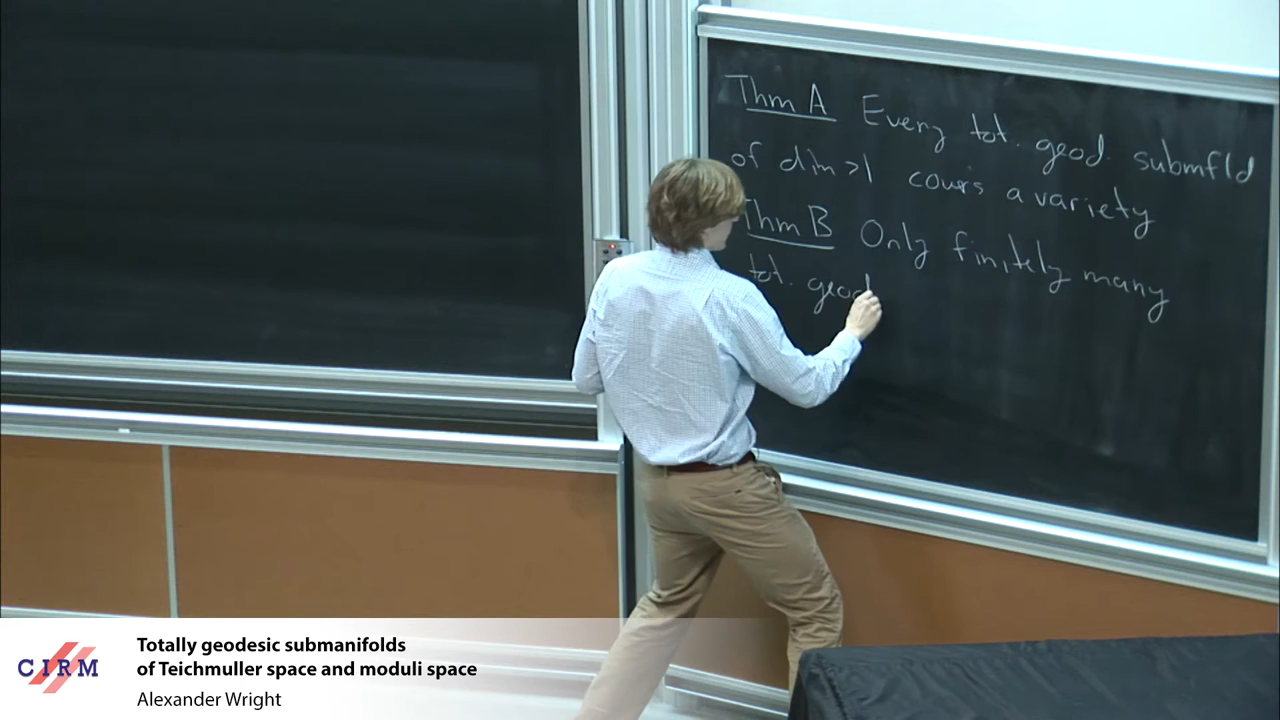 Thm A Every tot. geod. submfld
of dim >1 covers a variety
Thm B Only finitely many
tot. geod
CIRM
Totally geodesic submanifolds
of Teichmuller space and moduli space
Alexander Wright